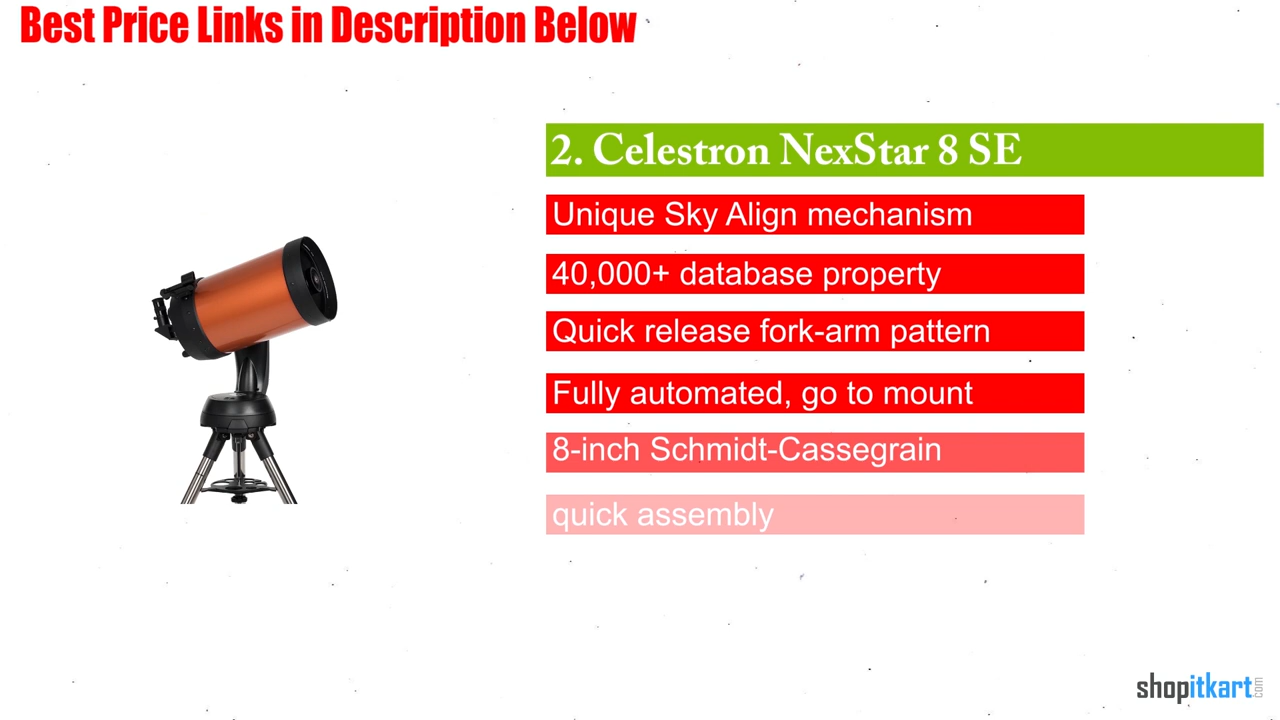 Best Price Links in Description Below
2. Celestron NexStar 8 SE
Unique Sky Align mechanism
40,000+ database property
Quick release fork-arm pattern
Fully automated, go to mount
8-inch Schmidt-Cassegrain
quick assembly
shopitkart.com